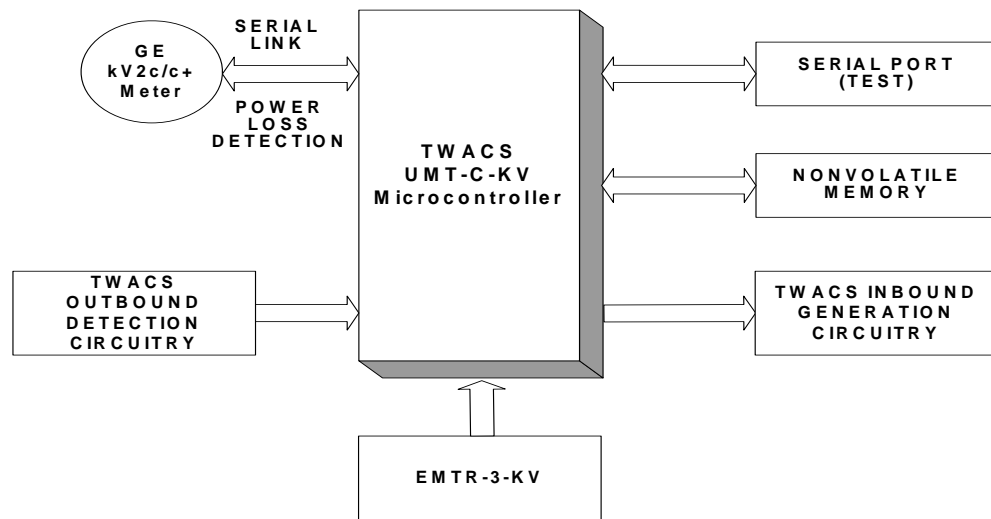 GE
kV2c/c+
Meter
SERIAL
LINK
POWER
LOSS
DETECTION
TWACS
UMT-C-KV
Microcontroller
SERIAL PORT
(TEST)
NONVOLATILE
MEMORY
TWACS
OUTBOUND
DETECTION
CIRCUITRY
TWACS INBOUND
GENERATION
CIRCUITRY
EMTR-3-KV